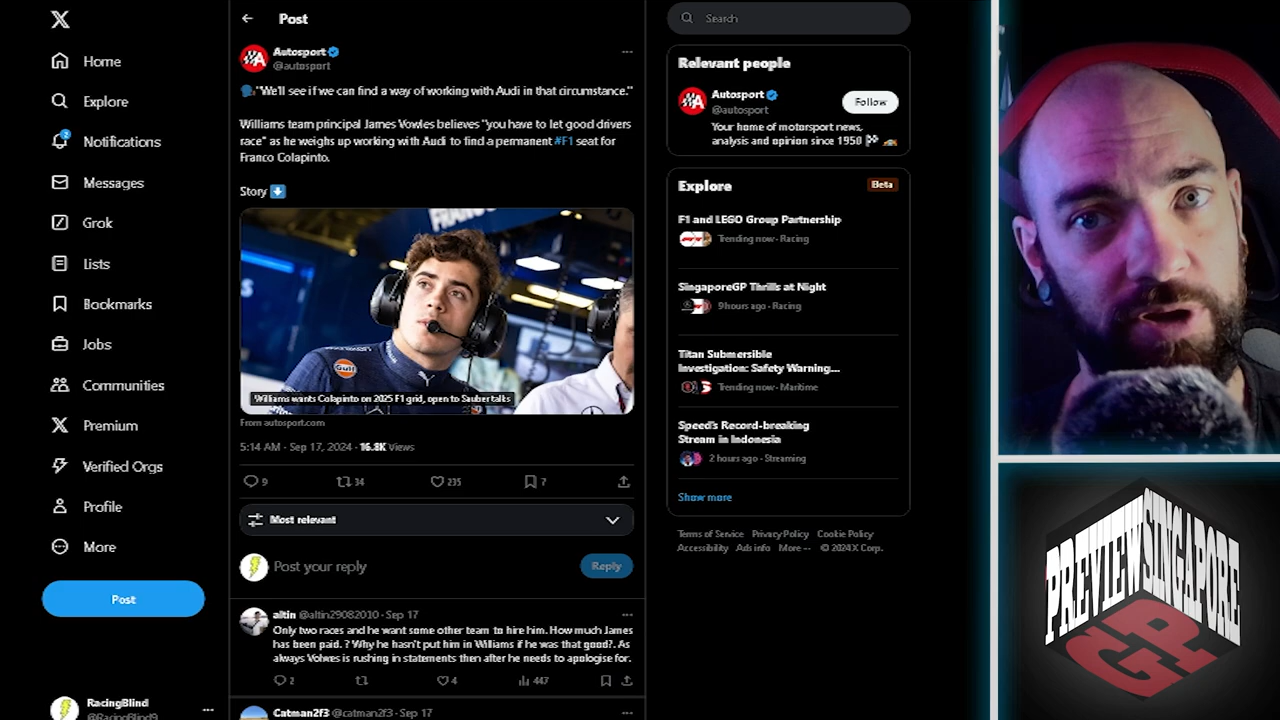 Home
Explore
2
Notifications
Messages
Grok
Lists
Bookmarks
Jobs
Communities
Premium
Verified Orgs
Profile
More
Post
RacingBlind
@RacingBlind9
Post
Autosport
@autosport
"We'll see if we can find a way of working with Audi in that circumstance."
Williams team principal James Vowles believes "you have to let good drivers
race" as he weighs up working with Audi to find a permanent #F1 seat for
Franco Colapinto.
Story
Gulf
Williams wants Colapinto on 2025 F1 grid, open to Sauber talks
From autosport.com
5:14 AM · Sep 17, 2024 · 16.8K Views
9 34 235 7
Most relevant
Post your reply
Reply
altin @altin29082010 · Sep 17
Only two races and he want some other team to hire him. How much James
has been paid. ? Why he hasn't put him in Williams if he was that good?. As
always Volwes is rushing in statements then after he needs to apologise for.
2 4 447
Catman2f3 @catman2f3 · Sep 17
Search
Relevant people
Autosport
@autosport
Follow
Your home of motorsport news,
analysis and opinion since 1950
Explore
Beta
F1 and LEGO Group Partnership
Trending now · Racing
SingaporeGP Thrills at Night
9 hours ago · Racing
Titan Submersible
Investigation: Safety Warning...
Trending now · Maritime
Speed's Record-breaking
Stream in Indonesia
2 hours ago · Streaming
Show more
Terms of Service Privacy Policy Cookie Policy
Accessibility Ads info More ··· © 2024 X Corp.
PREVIEW SINGAPORE
GP